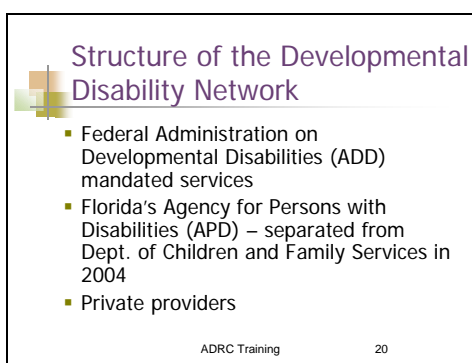 Structure of the Developmental
Disability Network
▪ Federal Administration on
Developmental Disabilities (ADD)
mandated services
▪ Florida's Agency for Persons with
Disabilities (APD) – separated from
Dept. of Children and Family Services in
2004
▪ Private providers
ADRC Training 20